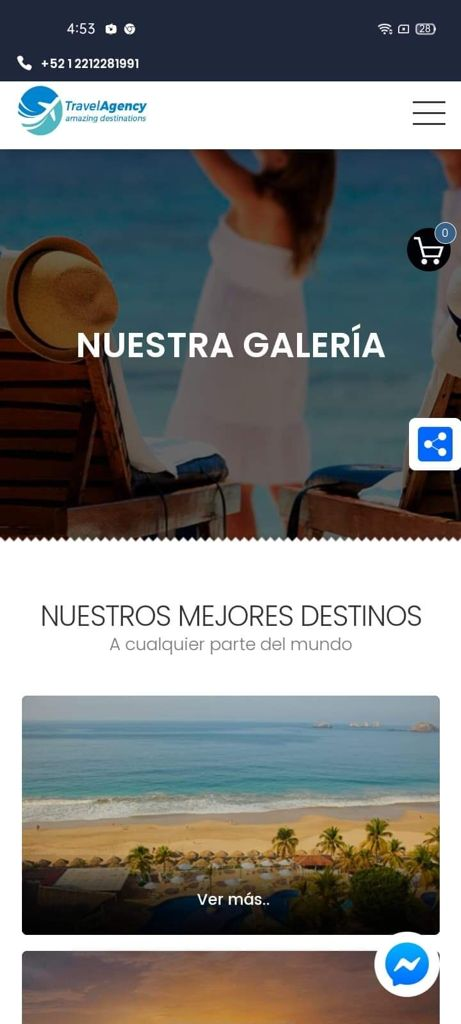 4:53
28
+52 1 2212281991
TravelAgency
amazing destinations
0
NUESTRA GALERÍA
NUESTROS MEJORES DESTINOS
A cualquier parte del mundo
Ver más..